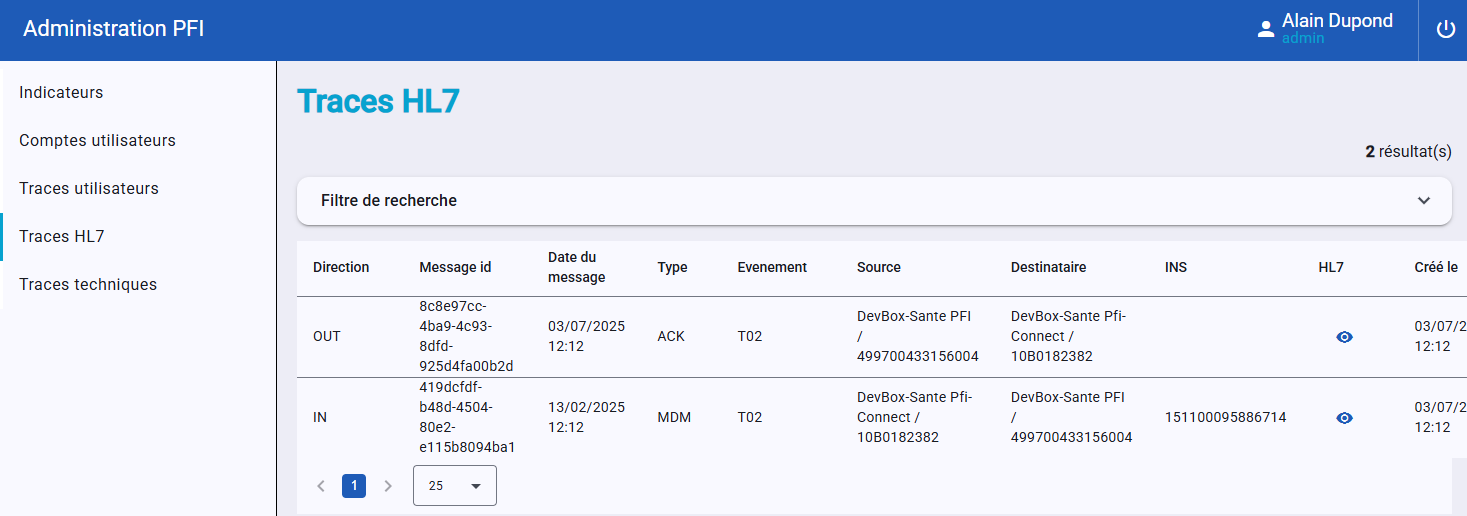 Administration PFI
Alain Dupond
admin
Indicateurs
Comptes utilisateurs
Traces utilisateurs
Traces HL7
Traces techniques
Traces HL7
2 résultat(s)
Filtre de recherche
Direction
Message id
Date du
message
Type
Evenement
Source
Destinataire
INS
HL7
Créé le
OUT
8c8e97cc-
4ba9-4c93-
8dfd-
925d4fa00b2d
03/07/2025
12:12
ACK
T02
DevBox-Sante PFI
/
499700433156004
DevBox-Sante Pfi-
Connect /
10B0182382
03/07/2
12:12
IN
419dcfdf-
b48d-4504-
80e2-
e115b8094ba1
13/02/2025
12:12
MDM
T02
DevBox-Sante Pfi-
Connect /
10B0182382
DevBox-Sante PFI
/
499700433156004
151100095886714
03/07/2
12:12
1
25